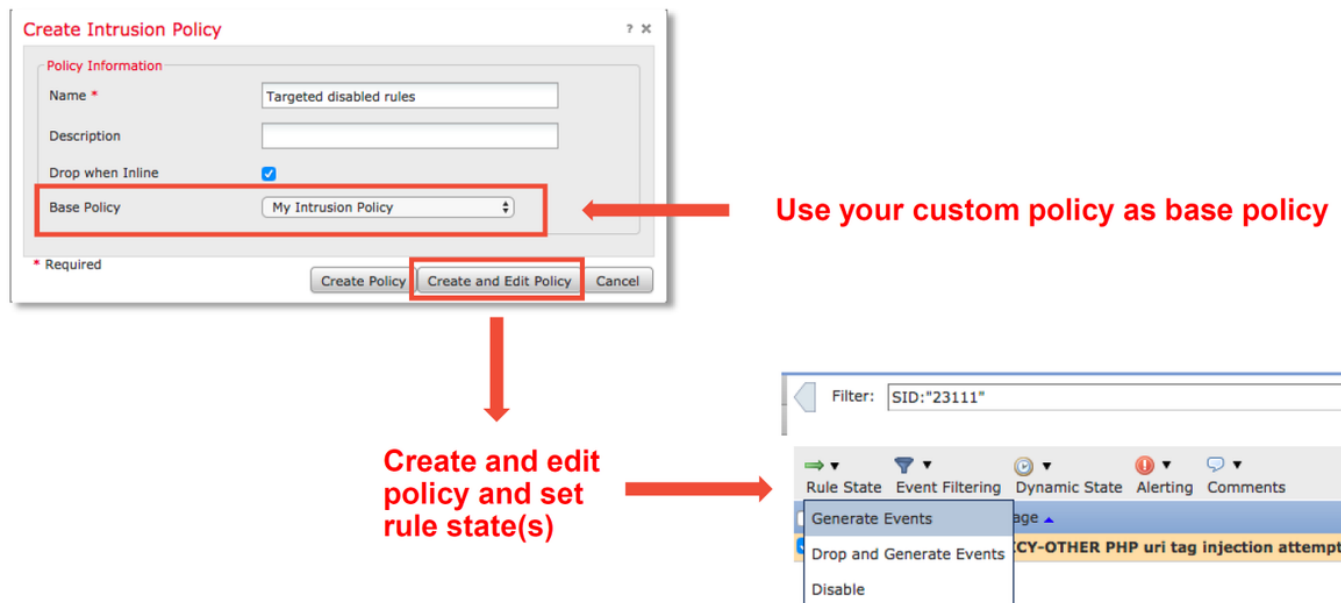 Create Intrusion Policy ? ×
Policy Information
Name * Targeted disabled rules
Description
Drop when Inline
Base Policy My Intrusion Policy
* Required
Create Policy Create and Edit Policy Cancel
Use your custom policy as base policy
Create and edit
policy and set
rule state(s)
Filter: SID:"23111"
Rule State Event Filtering Dynamic State Alerting Comments
Generate Events age
Drop and Generate Events CY-OTHER PHP uri tag injection attempt
Disable